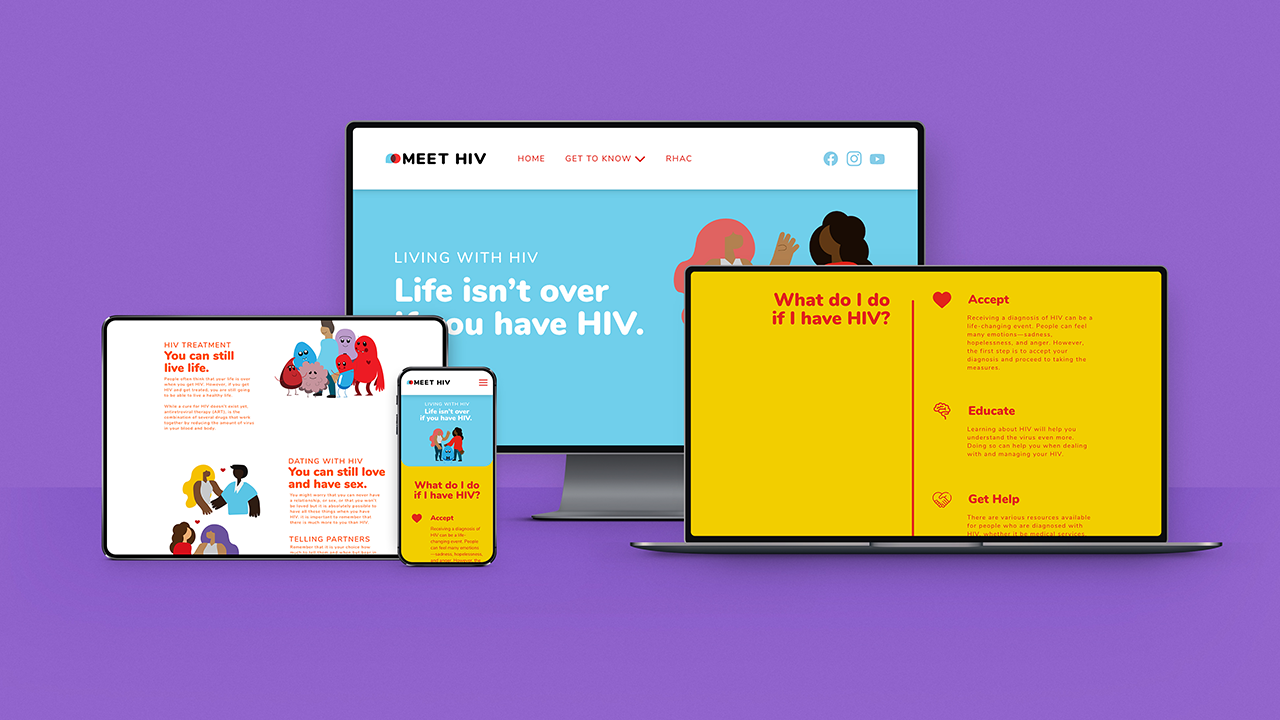 MEET HIV
HOME
GET TO KNOW
RHAC
LIVING WITH HIV
Life isn't over
if you have HIV.
What do I do
if I have HIV?
Accept
Receiving a diagnosis of HIV can be a
life-changing event. People can feel
many emotions—sadness,
hopelessness, and anger. However,
the first step is to accept your
diagnosis and proceed to taking the
measures.
Educate
Learning about HIV will help you
understand the virus even more.
Doing so can help you when dealing
with and managing your HIV.
Get Help
There are various resources available
for people who are diagnosed with
HIV, whether it be medical services,
HIV TREATMENT
You can still
live life.
People often think that your life is over
when you get HIV. However, if you get
HIV and get treated, you are still going
to be able to live a healthy life.
While a cure for HIV doesn't exist yet,
antiretroviral therapy (ART), is the
combination of several drugs that work
together by reducing the amount of virus
in your blood and body.
DATING WITH HIV
You can still love
and have sex.
You might worry that you can never have
a relationship, or sex, or that you won't
be loved but it is absolutely possible to
have all those things when you have
HIV. It is important to remember that
there is much more to you than HIV.
TELLING PARTNERS
Remember that it is your choice how
MEET HIV
LIVING WITH HIV
Life isn't over
if you have HIV.
What do I do
if I have HIV?
Accept
Receiving a diagnosis of
HIV can be a life-
changing event. People
can feel many emotions
—sadness, hopelessness,
and anger. However, the